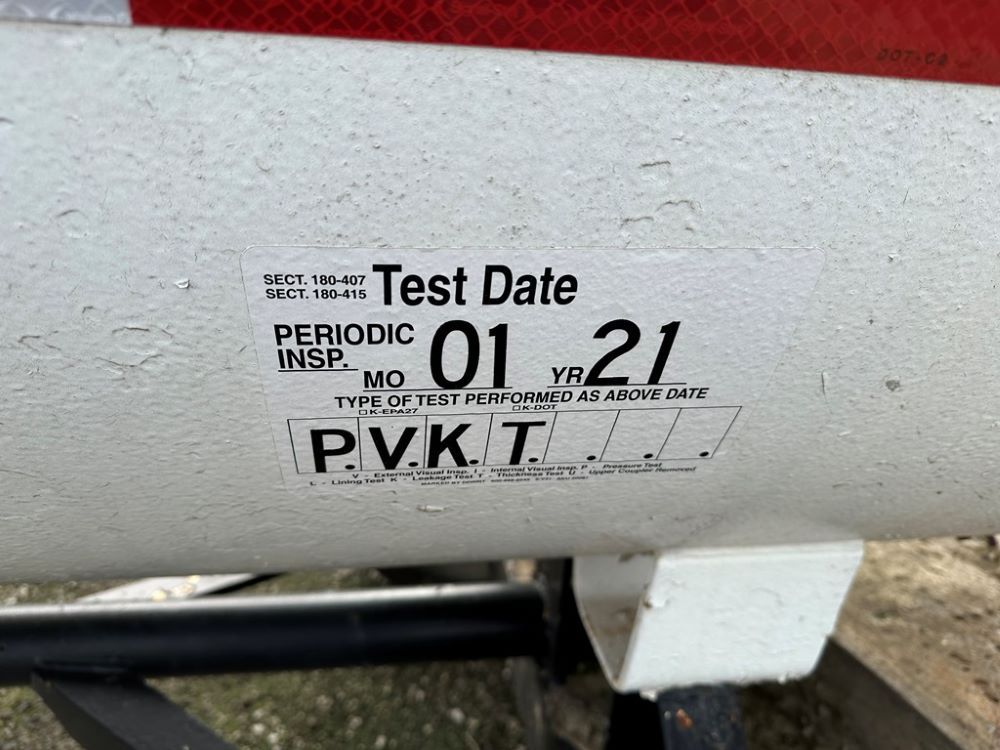 DOT-C2
SECT. 180-407
SECT. 180-415
Test Date
PERIODIC
INSP.
MO 01 YR 21
TYPE OF TEST PERFORMED AS ABOVE DATE
☐ K-EPA27 ☐ K-DOT
P. V. K. T. . . .
V - External Visual Insp. I - Internal Visual Insp. P - Pressure Test
L - Lining Test K - Leakage Test T - Thickness Test U - Upper Coupler Removed